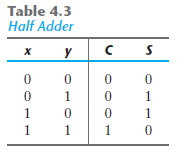 Table 4.3
Half Adder
x y C S
0 0 0 0
0 1 0 1
1 0 0 1
1 1 1 0